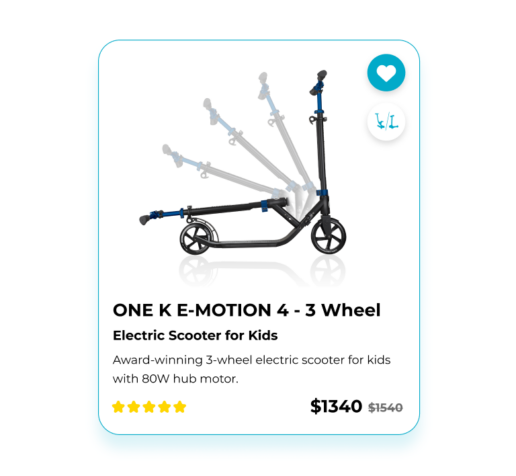 ONE K E-MOTION 4 - 3 Wheel
Electric Scooter for Kids
Award-winning 3-wheel electric scooter for kids
with 80W hub motor.
$1340 $1540